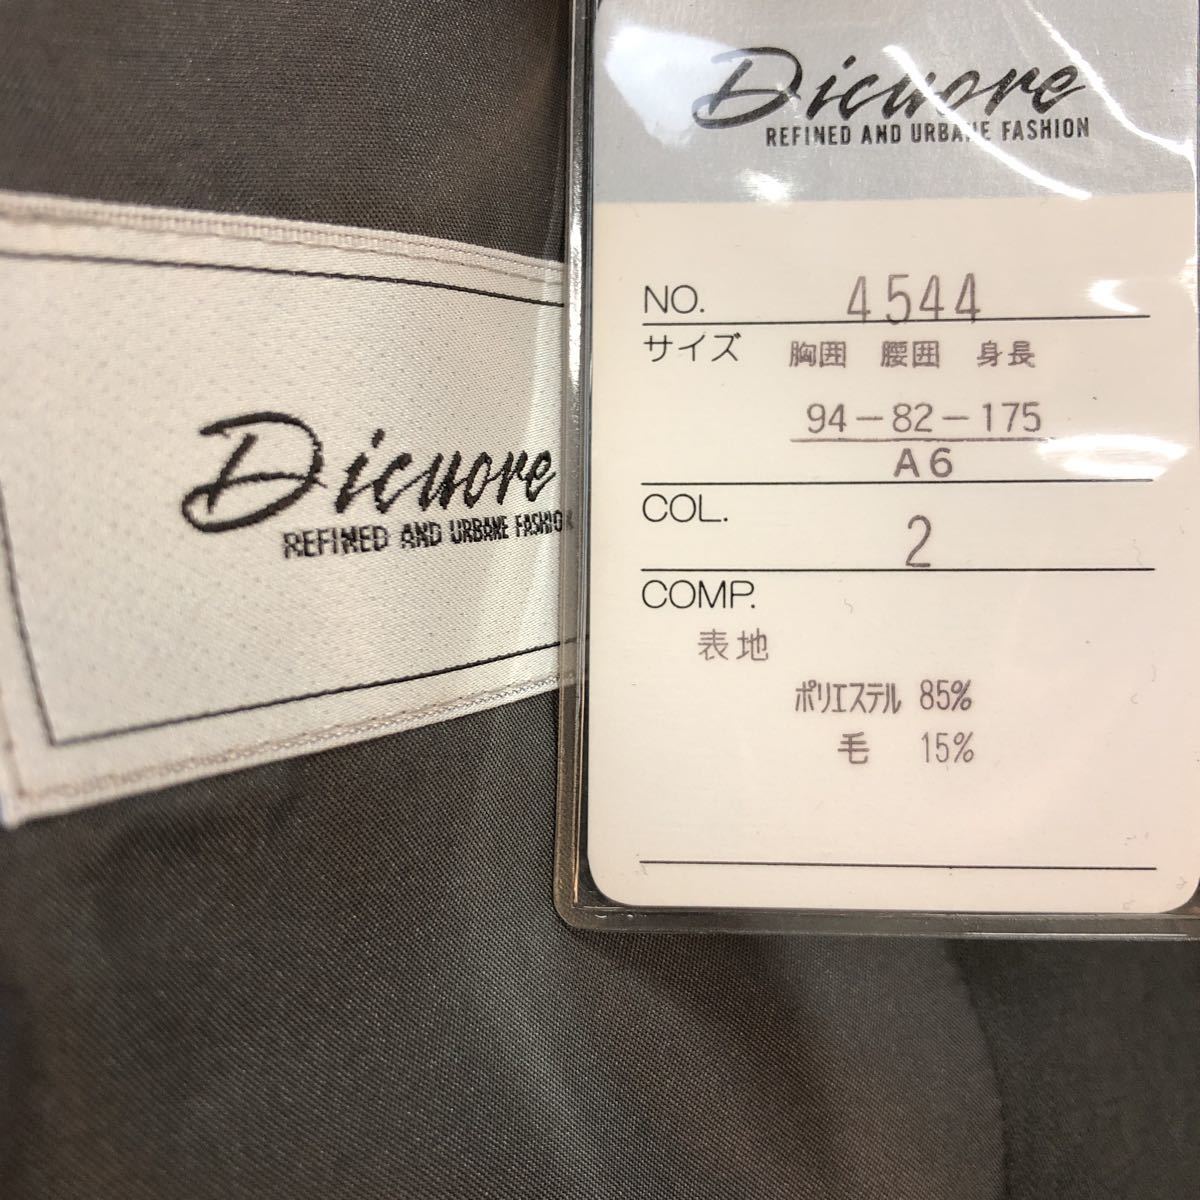 Dicuore
REFINED AND URBANE FASHION
NO. 4544
サイズ 胸囲 腰囲 身長
94-82-175
A6
COL. 2
COMP.
表地
ポリエステル 85%
毛 15%
Dicuore
REFINED AND URBANE FASHION